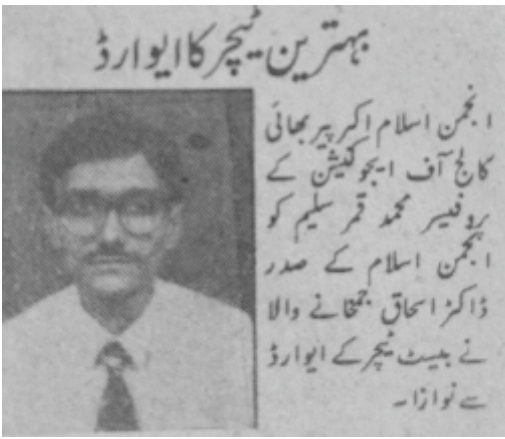 بہترین ٹیچر کا ایوارڈ
انجمن اسلام اکبر پیر بھائی
کالج آف ایجوکیشن کے
پروفیسر محمد قمر سلیم کو
انجمن اسلام کے صدر
ڈاکٹر اسحاق جمخانے والا
نے بیسٹ ٹیچر کے ایوارڈ
سے نوازا۔